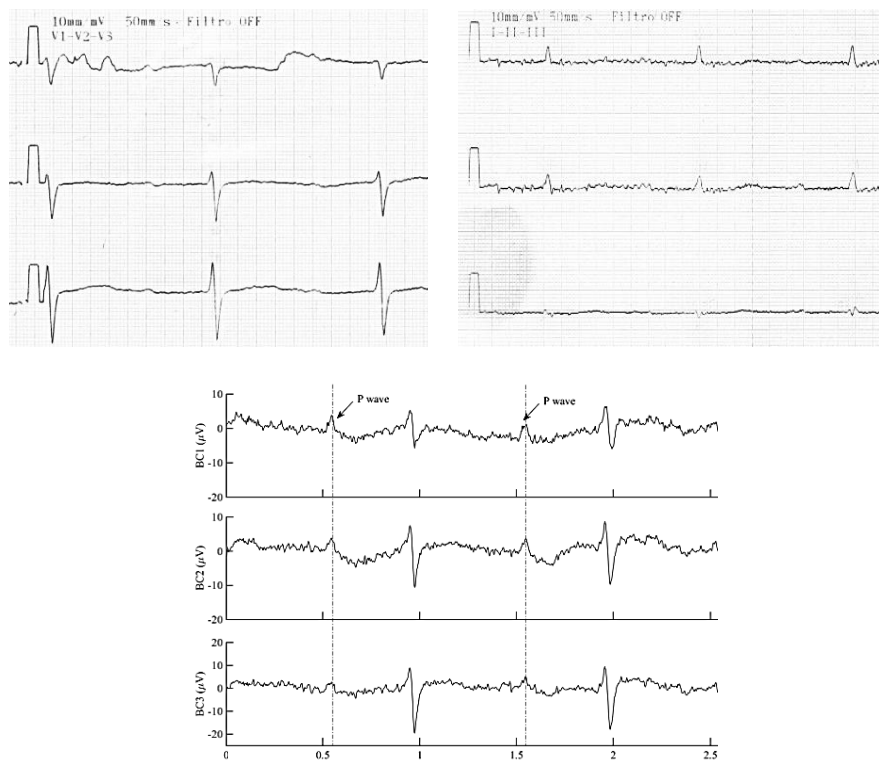 10mm/mV 50mm/s - Filtro OFF
V1-V2-V3
10mm/mV 50mm/s Filtro OFF
I-II-III
10
0
-10
-20
BC1 (µV)
P wave
P wave
10
0
-10
-20
BC2 (µV)
20
10
0
-10
-20
BC3 (µV)
0
0.5
1
1.5
2
2.5